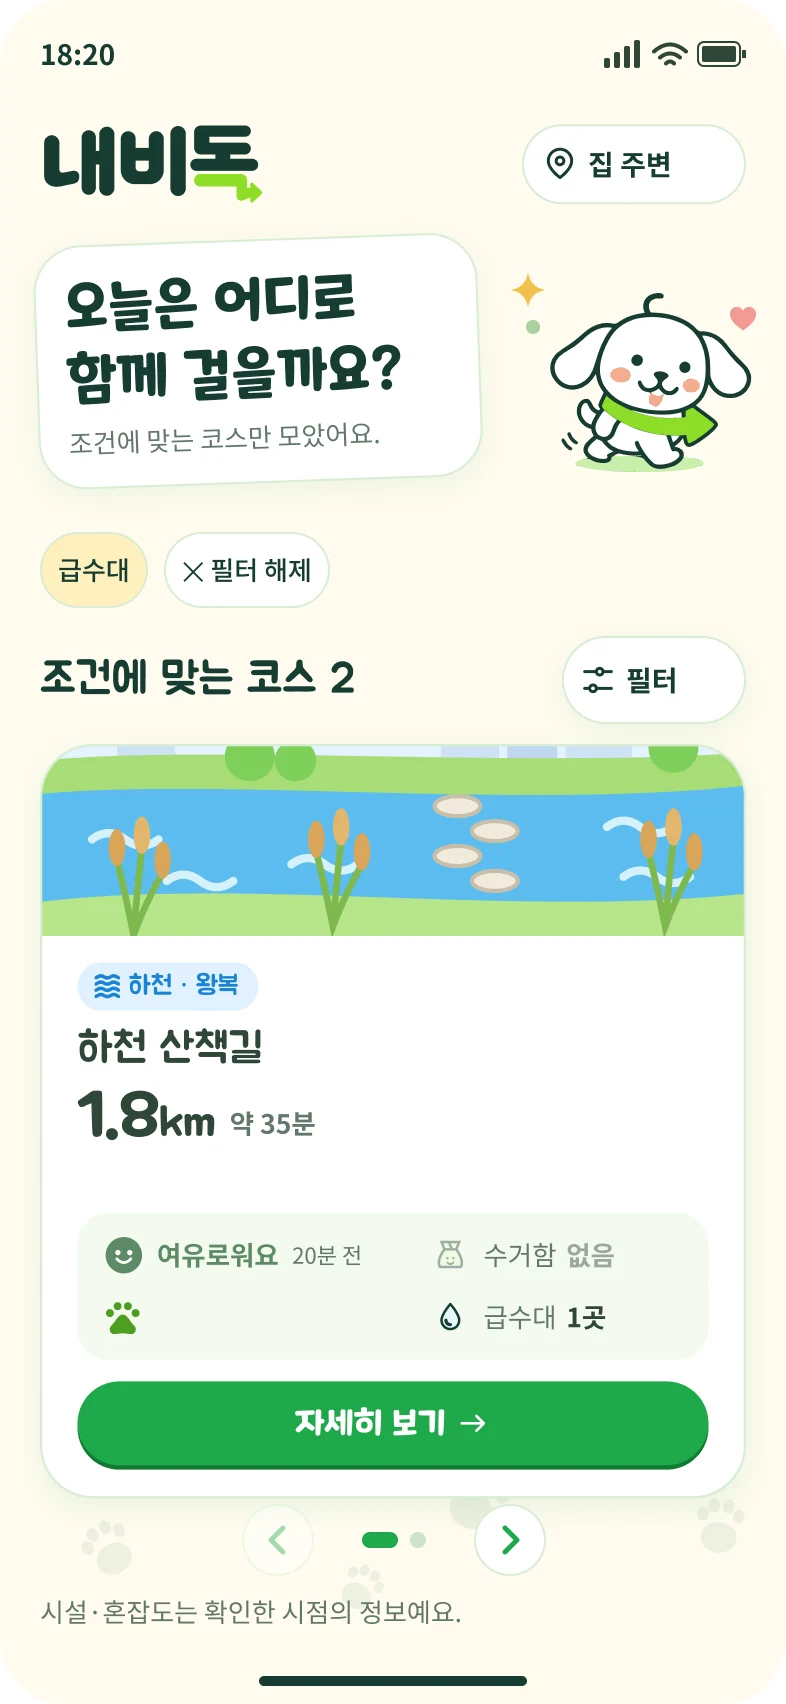 18:20
내비독
집 주변
오늘은 어디로
함께 걸을까요?
조건에 맞는 코스만 모았어요.
급수대
필터 해제
조건에 맞는 코스 2
필터
하천 · 왕복
하천 산책길
1.8km 약 35분
여유로워요 20분 전
수거함 없음
급수대 1곳
자세히 보기 →
시설·혼잡도는 확인한 시점의 정보예요.